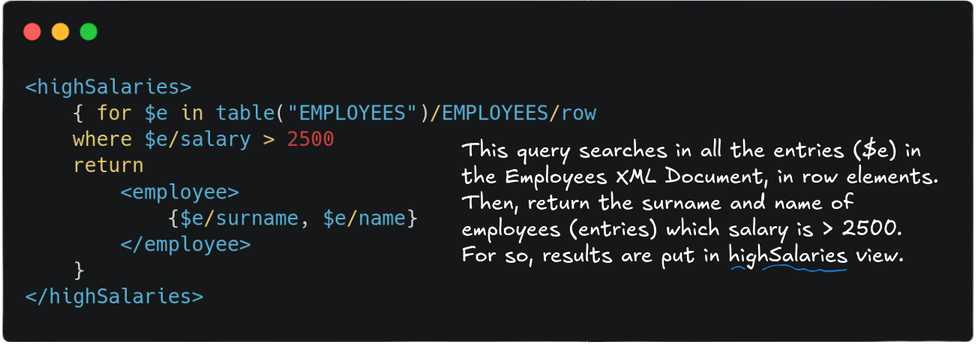 <highSalaries>
    { for $e in table("EMPLOYEES")/EMPLOYEES/row
    where $e/salary > 2500
    return
        <employee>
            {$e/surname, $e/name}
        </employee>
    }
</highSalaries>
This query searches in all the entries ($e) in
the Employees XML Document, in row elements.
Then, return the surname and name of
employees (entries) which salary is > 2500.
For so, results are put in highSalaries view.